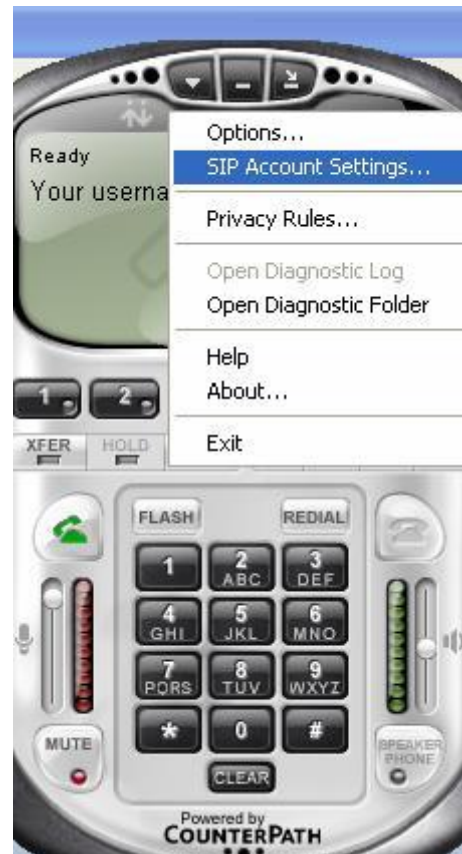 Ready
Your userna
Options...
SIP Account Settings...
Privacy Rules...
Open Diagnostic Log
Open Diagnostic Folder
Help
About...
Exit
1 2
XFER HOLD
FLASH REDIAL
1 2 3
ABC DEF
4 5 6
GHI JKL MNO
7 8 9
PQRS TUV WXYZ
* 0 #
MUTE CLEAR SPEAKER
PHONE
Powered by
COUNTERPATH